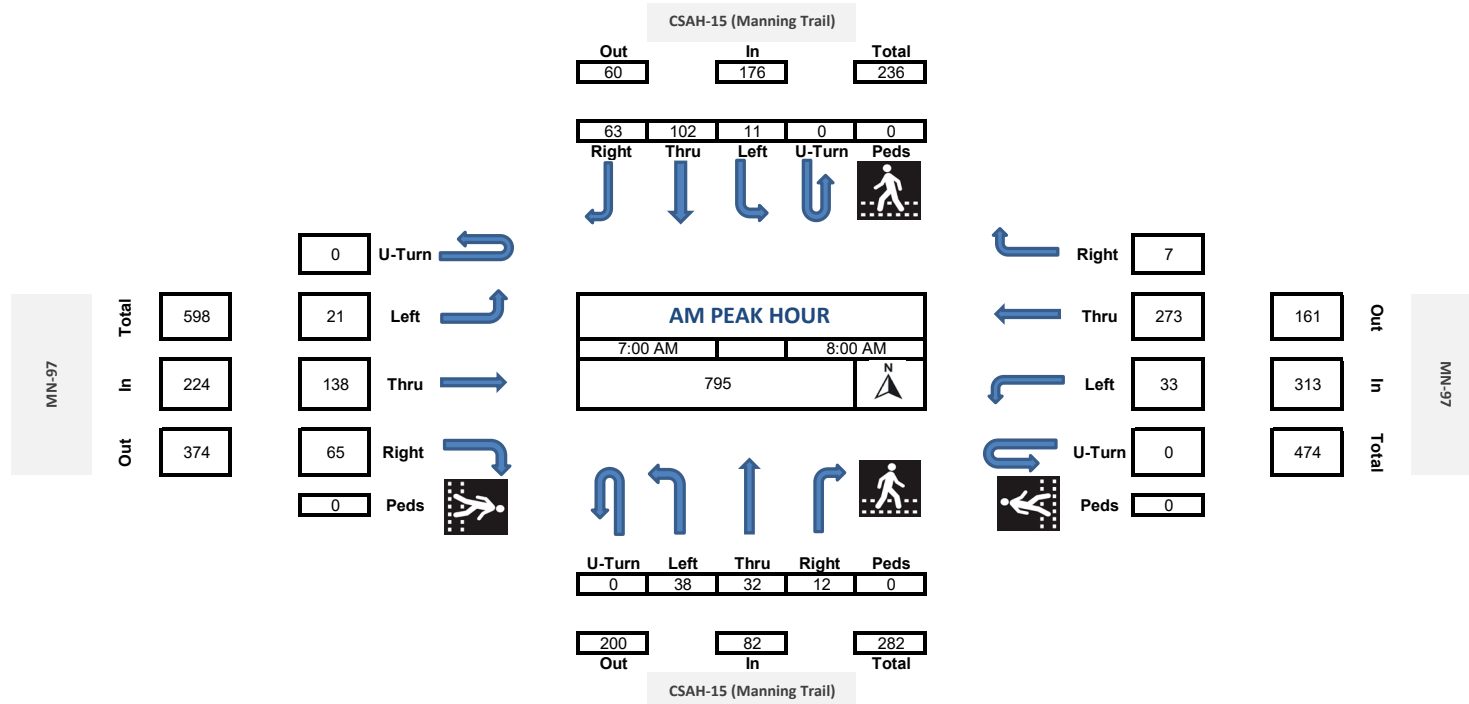 CSAH-15 (Manning Trail)
Out In Total
60 176 236
63 102 11 0 0
Right Thru Left U-Turn Peds
0 U-Turn
Right 7
Total 598 21 Left
AM PEAK HOUR
Thru 273 161 Out
7:00 AM 8:00 AM
MN-97
In 224 138 Thru
795 N
Left 33 313 In
MN-97
Out 374 65 Right
U-Turn 0 474 Total
0 Peds
Peds 0
U-Turn Left Thru Right Peds
0 38 32 12 0
200 82 282
Out In Total
CSAH-15 (Manning Trail)